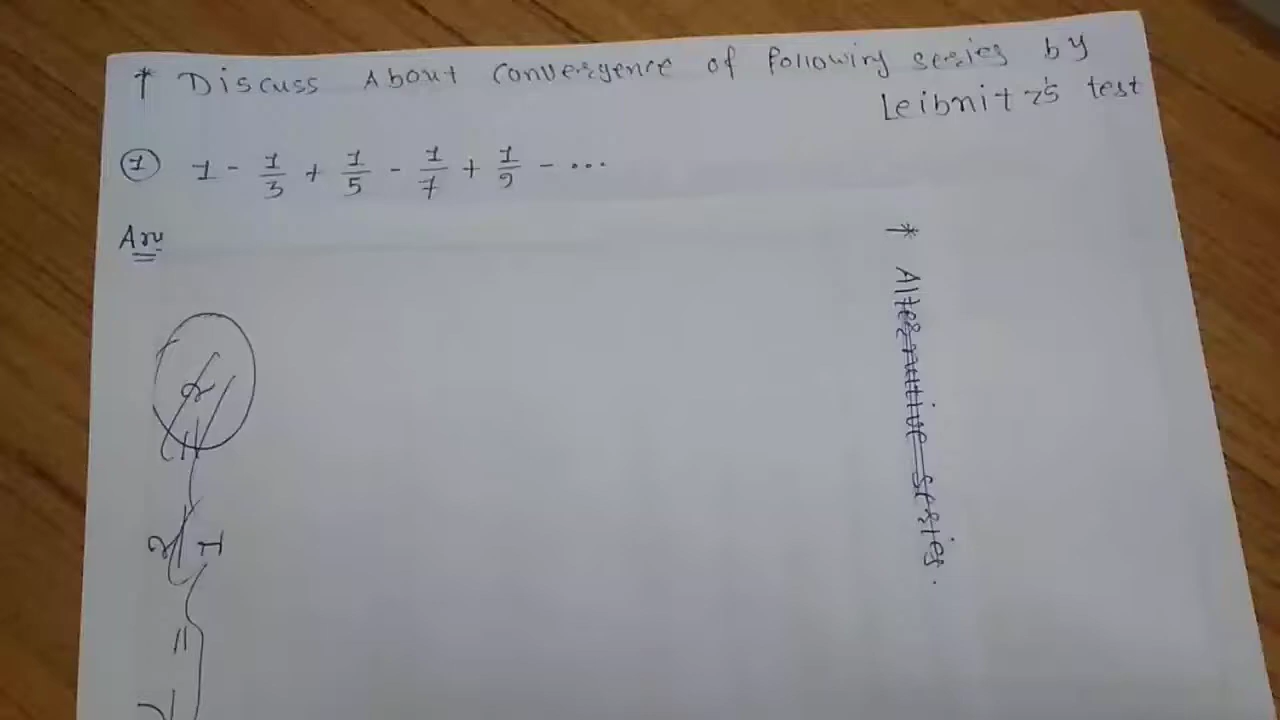 * Discuss About Convergence of following series by
Leibnitz's test
① 1 - 1/3 + 1/5 - 1/7 + 1/9 - ...
Ans
* Alternative series.